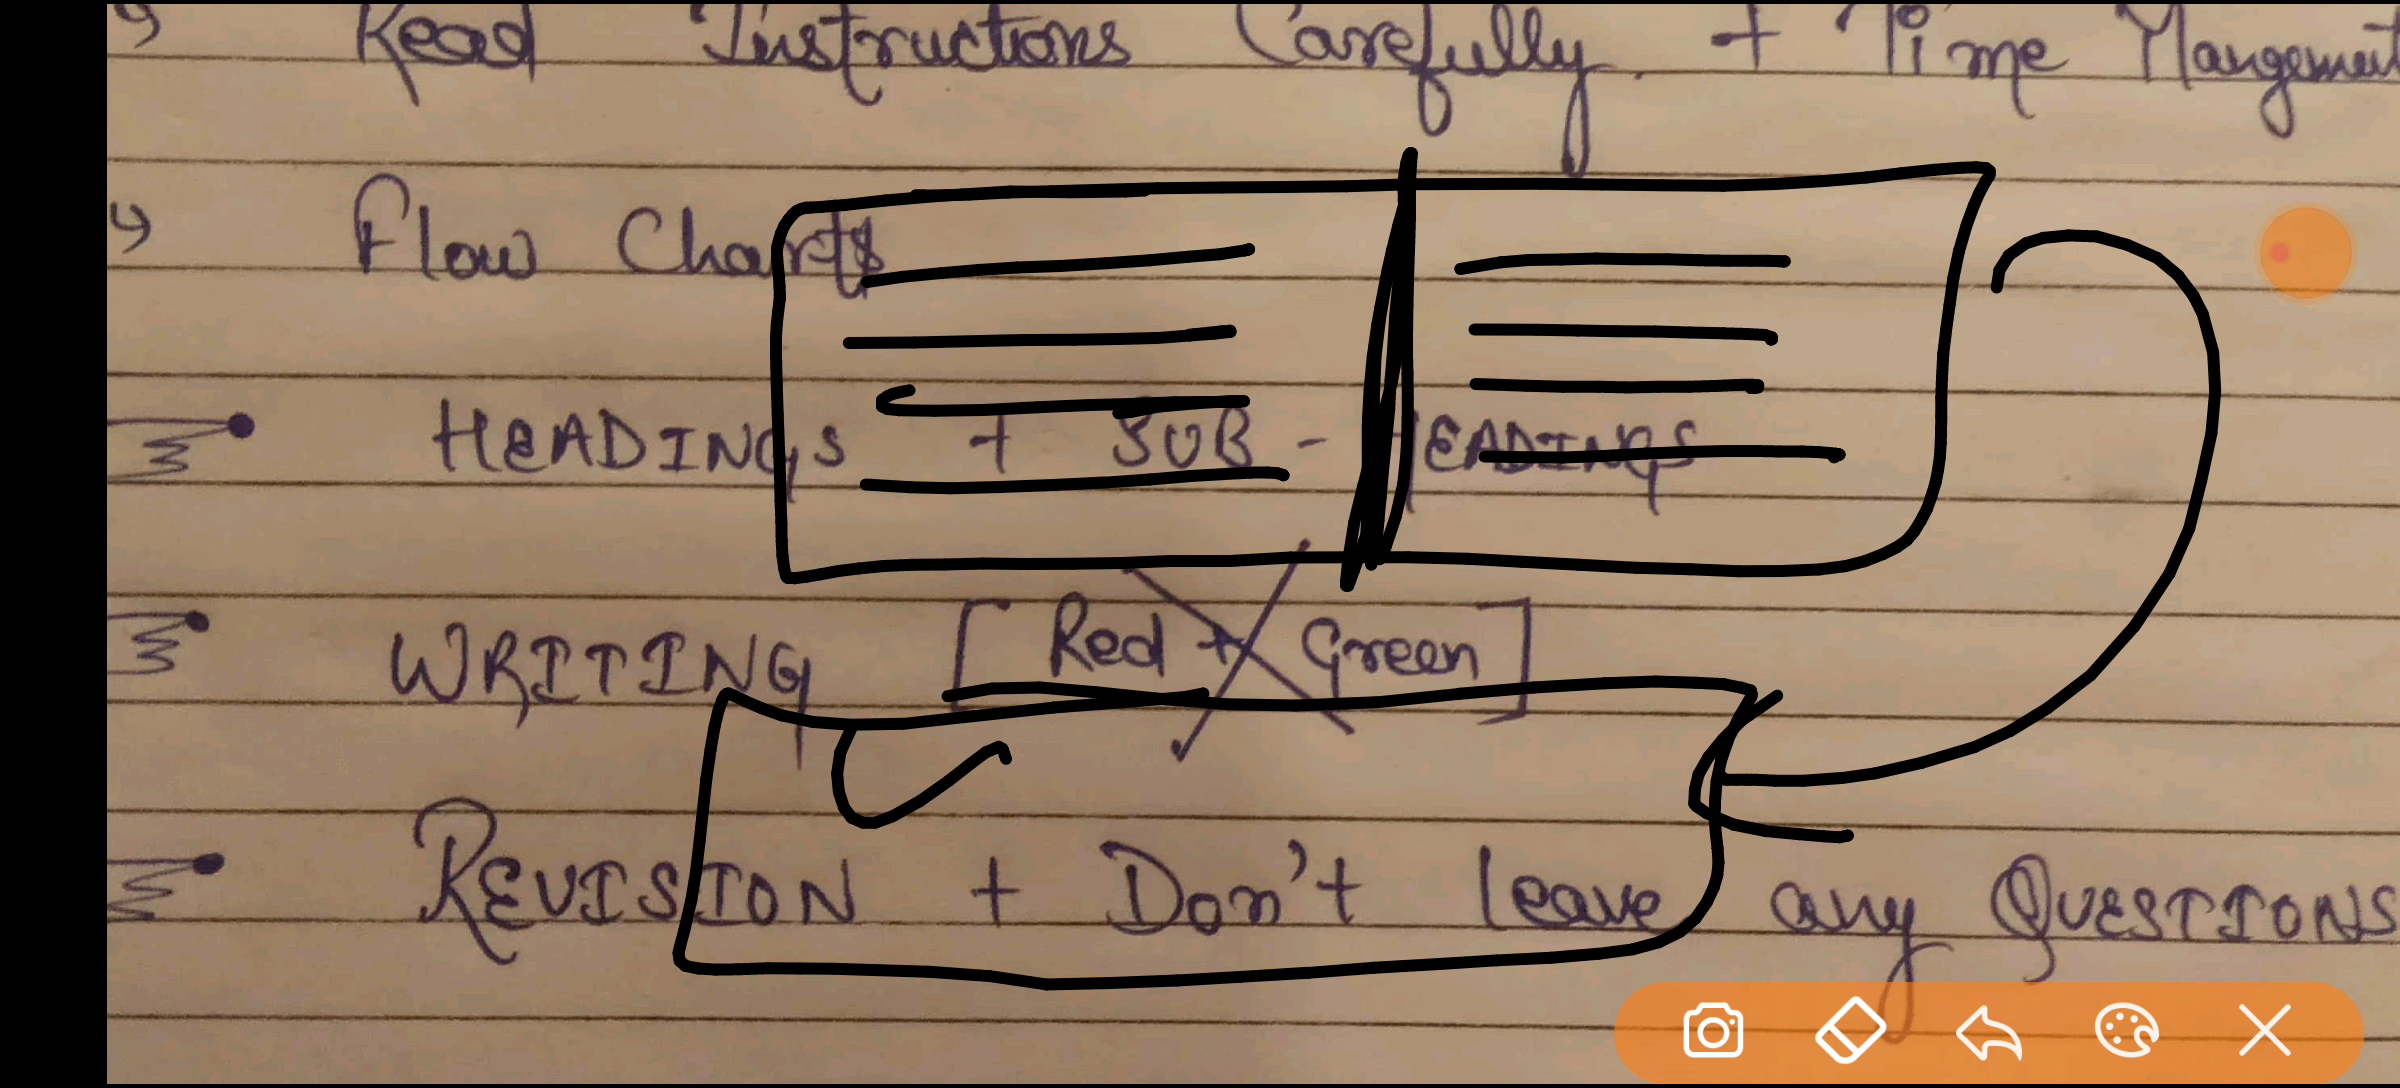 Read Instructions Carefully. + Time Mangement
Flow Charts
HEADINGS + SUB - HEADINGS
WRITING [Red + Green]
REVISION + Don't leave any QUESTIONS